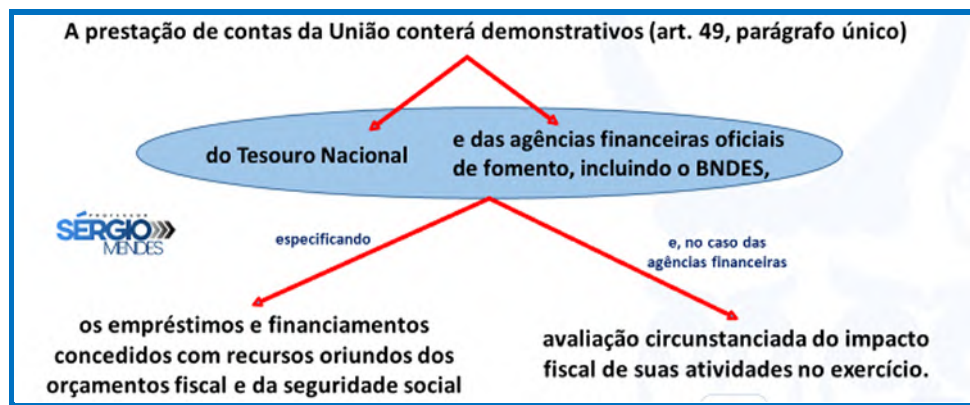 A prestação de contas da União conterá demonstrativos (art. 49, parágrafo único)
do Tesouro Nacional
e das agências financeiras oficiais
de fomento, incluindo o BNDES,
PROFESSOR
SÉRGIO
MENDES
especificando
e, no caso das
agências financeiras
os empréstimos e financiamentos
concedidos com recursos oriundos dos
orçamentos fiscal e da seguridade social
avaliação circunstanciada do impacto
fiscal de suas atividades no exercício.